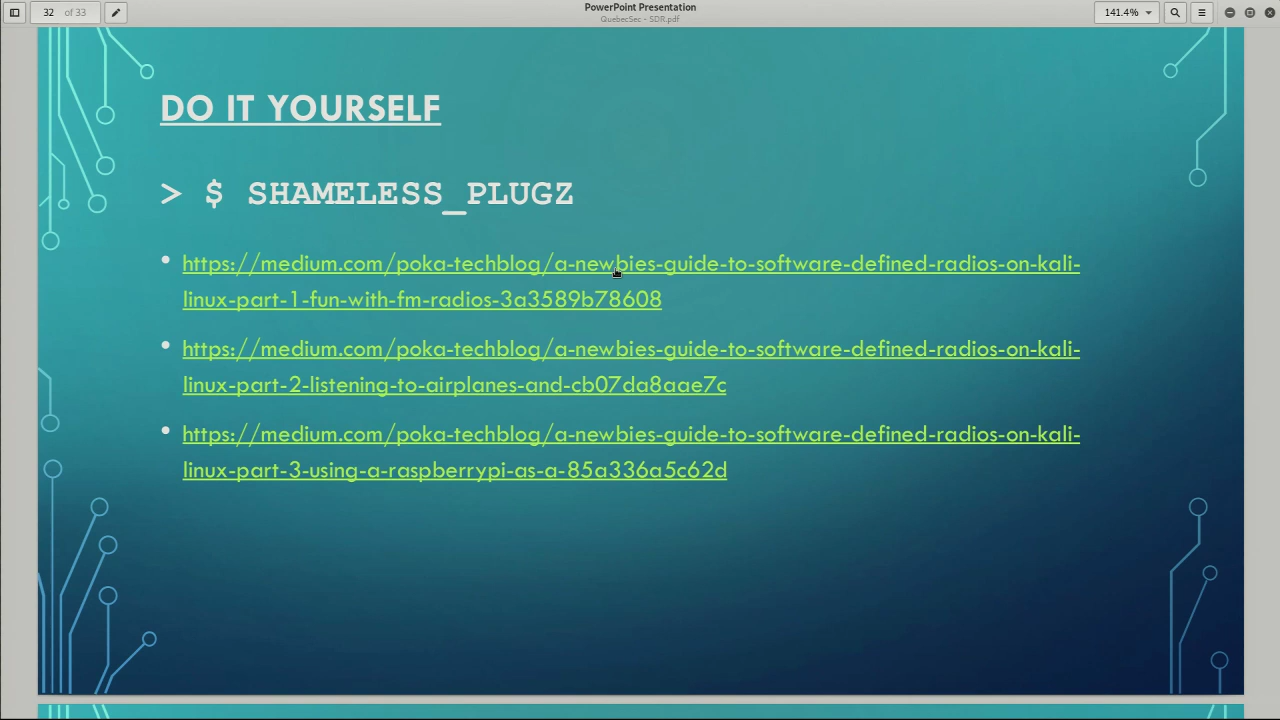 32 of 33
PowerPoint Presentation
QuebecSec - SDR.pdf
141.4%
DO IT YOURSELF
> $ SHAMELESS_PLUGZ
• https://medium.com/poka-techblog/a-newbies-guide-to-software-defined-radios-on-kali-
linux-part-1-fun-with-fm-radios-3a3589b78608
• https://medium.com/poka-techblog/a-newbies-guide-to-software-defined-radios-on-kali-
linux-part-2-listening-to-airplanes-and-cb07da8aae7c
• https://medium.com/poka-techblog/a-newbies-guide-to-software-defined-radios-on-kali-
linux-part-3-using-a-raspberrypi-as-a-85a336a5c62d